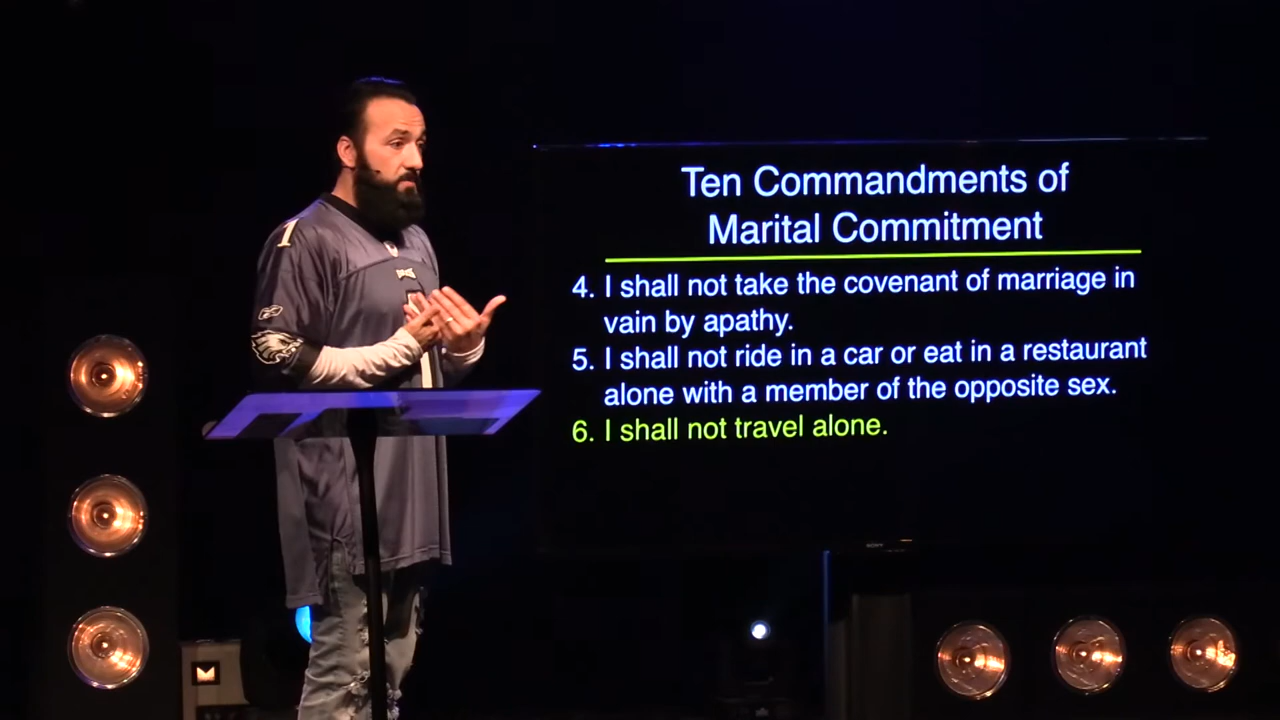 Ten Commandments of
Marital Commitment
4. I shall not take the covenant of marriage in
vain by apathy.
5. I shall not ride in a car or eat in a restaurant
alone with a member of the opposite sex.
6. I shall not travel alone.
1
SONY